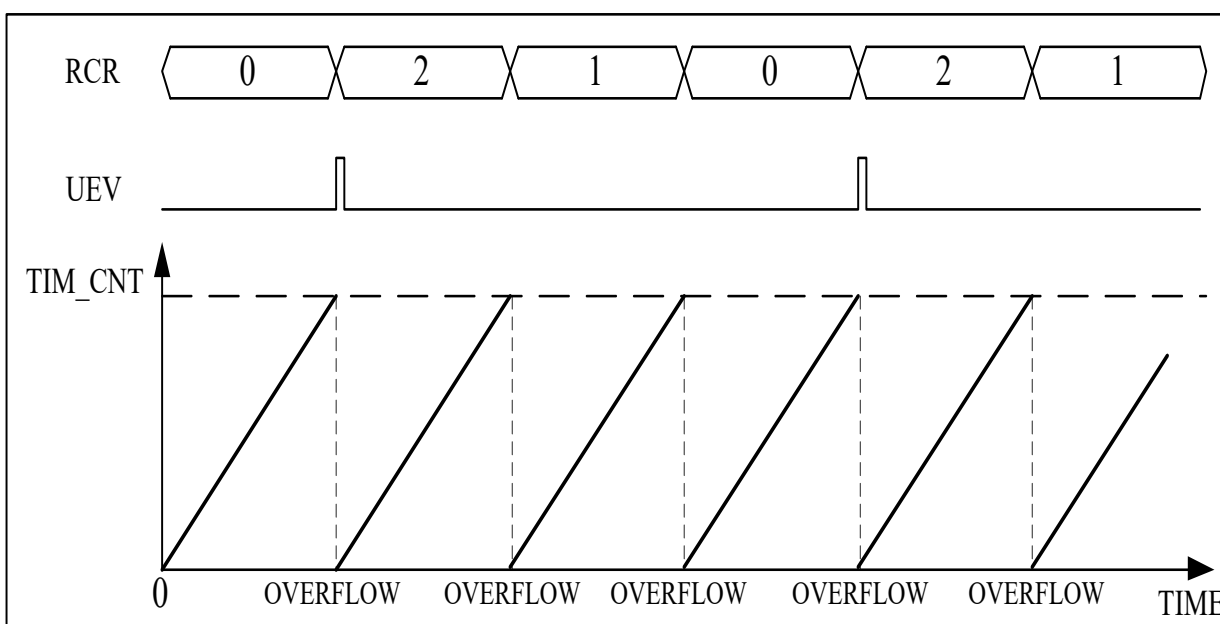 RCR 0 2 1 0 2 1
UEV
TIM_CNT
0 OVERFLOW OVERFLOW OVERFLOW OVERFLOW OVERFLOW TIME